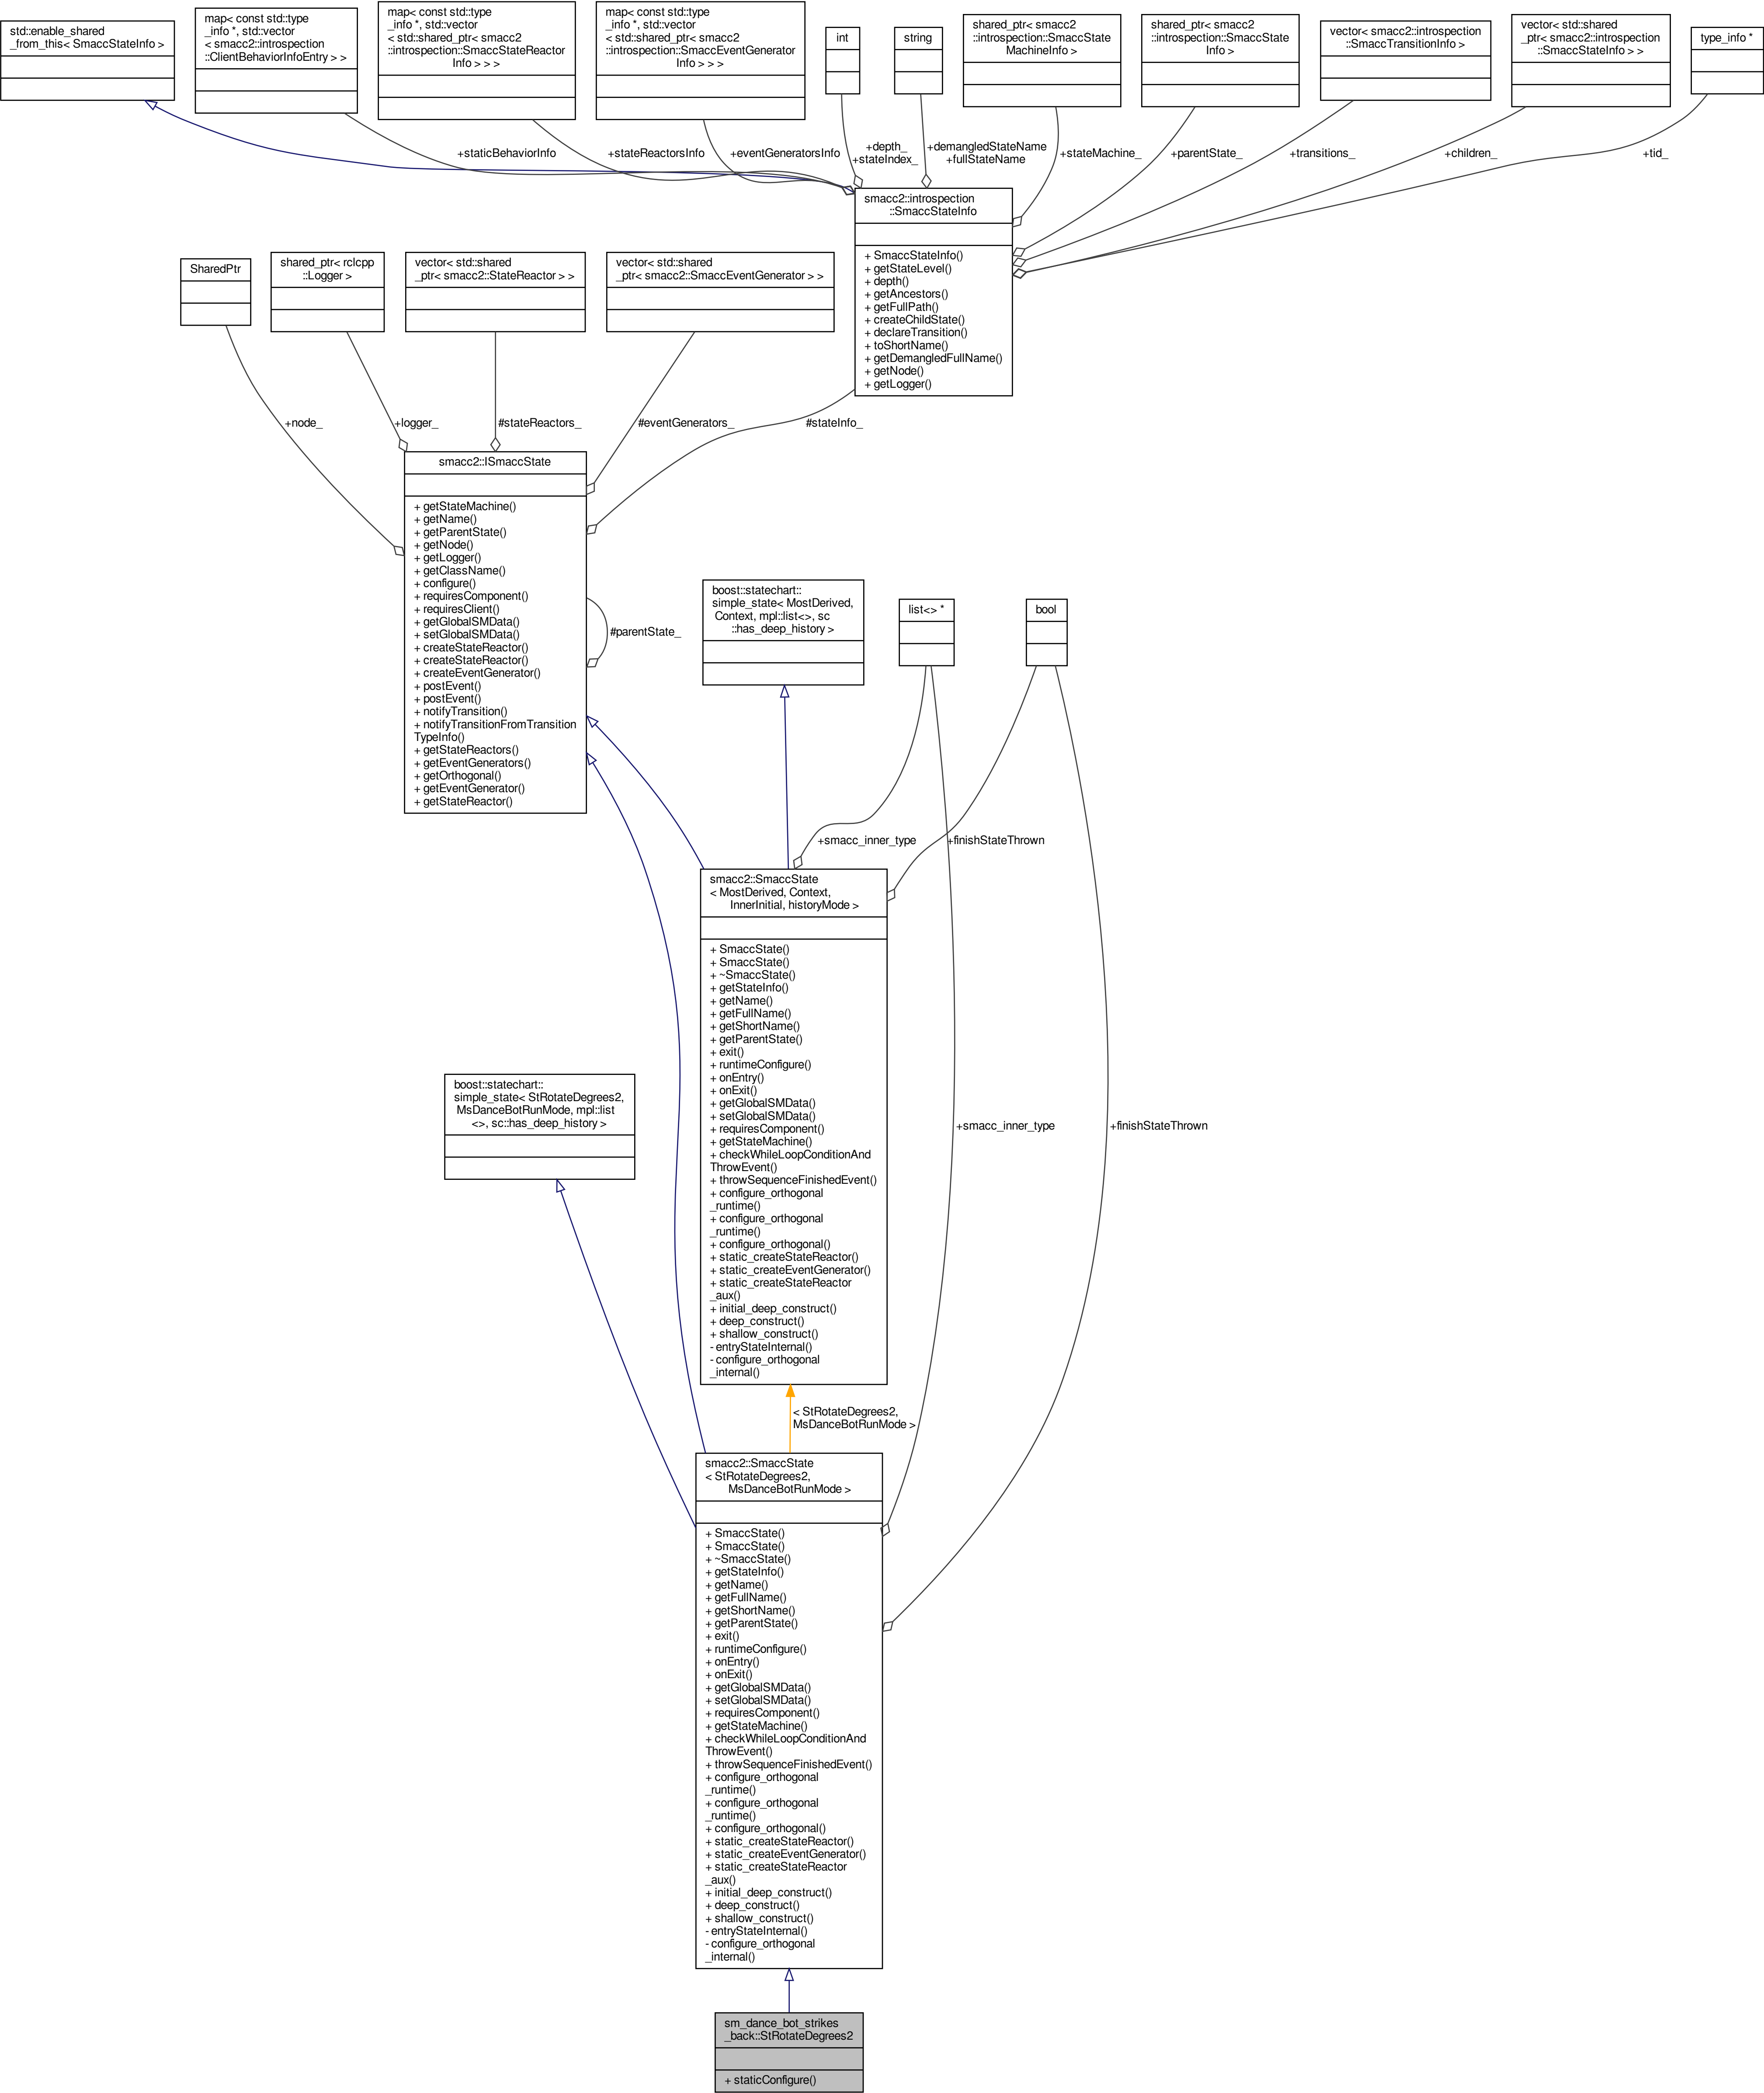 std::enable_shared
_from_this< SmaccStateInfo >
map< const std::type
_info *, std::vector
< smacc2::introspection
::ClientBehaviorInfoEntry > >
map< const std::type
_info *, std::vector
< std::shared_ptr< smacc2
::introspection::SmaccStateReactor
Info > > >
map< const std::type
_info *, std::vector
< std::shared_ptr< smacc2
::introspection::SmaccEventGenerator
Info > > >
int
string
shared_ptr< smacc2
::introspection::SmaccState
MachineInfo >
shared_ptr< smacc2
::introspection::SmaccState
Info >
vector< smacc2::introspection
::SmaccTransitionInfo >
vector< std::shared
_ptr< smacc2::introspection
::SmaccStateInfo > >
type_info *
+staticBehaviorInfo
+stateReactorsInfo
+eventGeneratorsInfo
+depth_
+stateIndex_
+demangledStateName
+fullStateName
+stateMachine_
+parentState_
+transitions_
+children_
+tid_
smacc2::introspection
::SmaccStateInfo
+ SmaccStateInfo()
+ getStateLevel()
+ depth()
+ getAncestors()
+ getFullPath()
+ createChildState()
+ declareTransition()
+ toShortName()
+ getDemangledFullName()
+ getNode()
+ getLogger()
SharedPtr
shared_ptr< rclcpp
::Logger >
vector< std::shared
_ptr< smacc2::StateReactor > >
vector< std::shared
_ptr< smacc2::SmaccEventGenerator > >
+node_
+logger_
#stateReactors_
#eventGenerators_
#stateInfo_
smacc2::ISmaccState
+ getStateMachine()
+ getName()
+ getParentState()
+ getNode()
+ getLogger()
+ getClassName()
+ configure()
+ requiresComponent()
+ requiresClient()
+ getGlobalSMData()
+ setGlobalSMData()
+ createStateReactor()
+ createStateReactor()
+ createEventGenerator()
+ postEvent()
+ postEvent()
+ notifyTransition()
+ notifyTransitionFromTransition
TypeInfo()
+ getStateReactors()
+ getEventGenerators()
+ getOrthogonal()
+ getEventGenerator()
+ getStateReactor()
#parentState_
boost::statechart::
simple_state< MostDerived,
Context, mpl::list<>, sc
::has_deep_history >
list<> *
bool
+smacc_inner_type
+finishStateThrown
smacc2::SmaccState
< MostDerived, Context,
InnerInitial, historyMode >
+ SmaccState()
+ SmaccState()
+ ~SmaccState()
+ getStateInfo()
+ getName()
+ getFullName()
+ getShortName()
+ getParentState()
+ exit()
+ runtimeConfigure()
+ onEntry()
+ onExit()
+ getGlobalSMData()
+ setGlobalSMData()
+ requiresComponent()
+ getStateMachine()
+ checkWhileLoopConditionAnd
ThrowEvent()
+ throwSequenceFinishedEvent()
+ configure_orthogonal
_runtime()
+ configure_orthogonal
_runtime()
+ configure_orthogonal()
+ static_createStateReactor()
+ static_createEventGenerator()
+ static_createStateReactor
_aux()
+ initial_deep_construct()
+ deep_construct()
+ shallow_construct()
- entryStateInternal()
- configure_orthogonal
_internal()
boost::statechart::
simple_state< StRotateDegrees2,
MsDanceBotRunMode, mpl::list
<>, sc::has_deep_history >
+smacc_inner_type
+finishStateThrown
< StRotateDegrees2,
MsDanceBotRunMode >
smacc2::SmaccState
< StRotateDegrees2,
MsDanceBotRunMode >
+ SmaccState()
+ SmaccState()
+ ~SmaccState()
+ getStateInfo()
+ getName()
+ getFullName()
+ getShortName()
+ getParentState()
+ exit()
+ runtimeConfigure()
+ onEntry()
+ onExit()
+ getGlobalSMData()
+ setGlobalSMData()
+ requiresComponent()
+ getStateMachine()
+ checkWhileLoopConditionAnd
ThrowEvent()
+ throwSequenceFinishedEvent()
+ configure_orthogonal
_runtime()
+ configure_orthogonal
_runtime()
+ configure_orthogonal()
+ static_createStateReactor()
+ static_createEventGenerator()
+ static_createStateReactor
_aux()
+ initial_deep_construct()
+ deep_construct()
+ shallow_construct()
- entryStateInternal()
- configure_orthogonal
_internal()
sm_dance_bot_strikes
_back::StRotateDegrees2
+ staticConfigure()